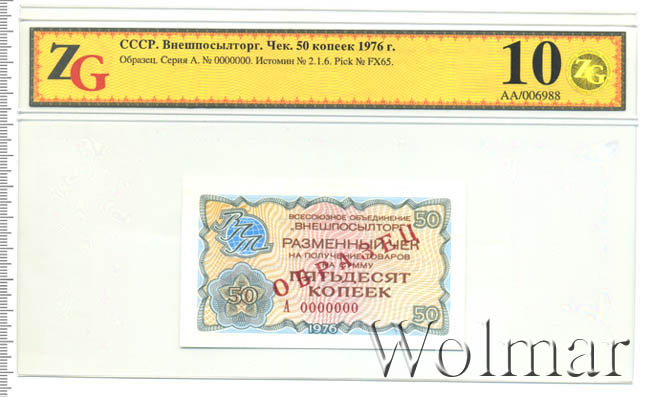 ZG
СССР. Внешпосылторг. Чек. 50 копеек 1976 г.
Образец. Серия А. № 0000000. Истомин № 2.1.6. Pick № FX65.
10
ZG
AA/006988
ВПТ
50
ВСЕСОЮЗНОЕ ОБЪЕДИНЕНИЕ
„ВНЕШПОСЫЛТОРГ”
РАЗМЕННЫЙ ЧЕК
НА ПОЛУЧЕНИЕ ТОВАРОВ
НА СУММУ
ПЯТЬДЕСЯТ
КОПЕЕК
ОБРАЗЕЦ
50
А 0000000
50
1976
Wolmar